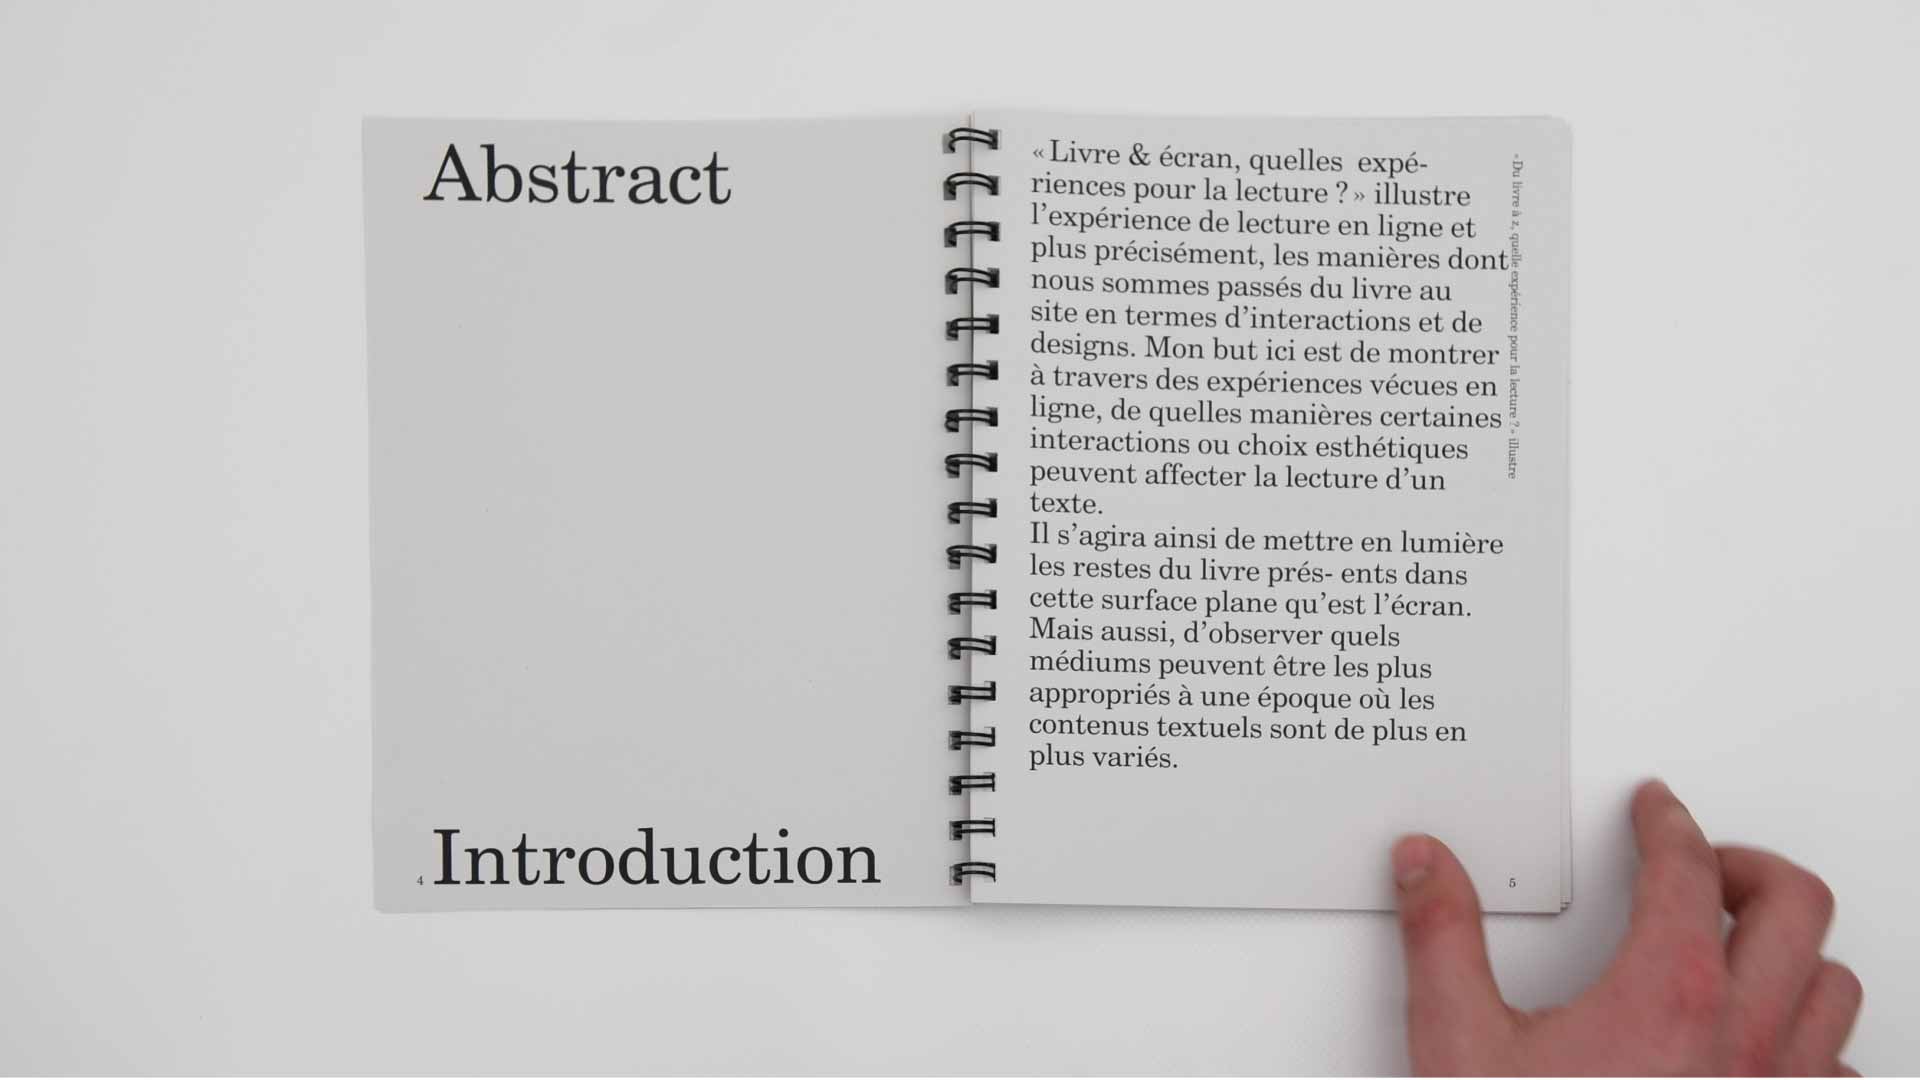 Abstract
4
Introduction
« Livre & écran, quelles  expé-
riences pour la lecture ? » illustre
l’expérience de lecture en ligne et
plus précisément, les manières dont
nous sommes passés du livre au
site en termes d’interactions et de
designs. Mon but ici est de montrer
à travers des expériences vécues en
ligne, de quelles manières certaines
interactions ou choix esthétiques
peuvent affecter la lecture d’un
texte.
Il s’agira ainsi de mettre en lumière
les restes du livre prés- ents dans
cette surface plane qu’est l’écran.
Mais aussi, d’observer quels
médiums peuvent être les plus
appropriés à une époque où les
contenus textuels sont de plus en
plus variés.
« Du livre à z, quelle expérience pour la lecture ? » illustre
5